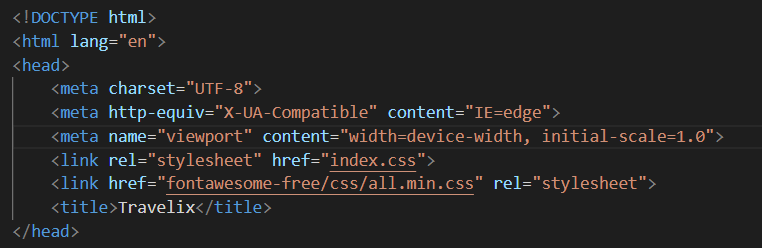 <!DOCTYPE html>
<html lang="en">
<head>
    <meta charset="UTF-8">
    <meta http-equiv="X-UA-Compatible" content="IE=edge">
    <meta name="viewport" content="width=device-width, initial-scale=1.0">
    <link rel="stylesheet" href="index.css">
    <link href="fontawesome-free/css/all.min.css" rel="stylesheet">
    <title>Travelix</title>
</head>